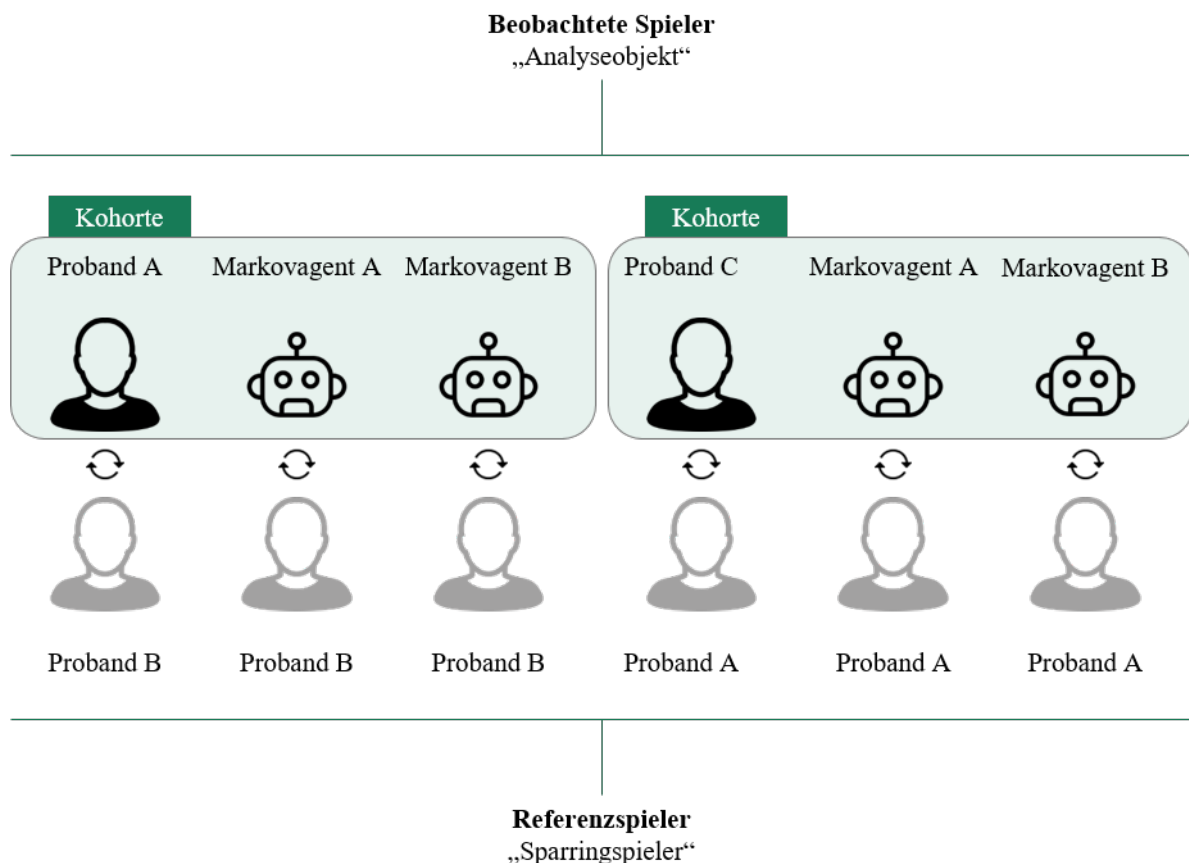 Beobachtete Spieler
„Analyseobjekt“
Kohorte
Kohorte
Proband A
Markovagent A
Markovagent B
Proband C
Markovagent A
Markovagent B
Proband B
Proband B
Proband B
Proband A
Proband A
Proband A
Referenzspieler
„Sparringspieler“